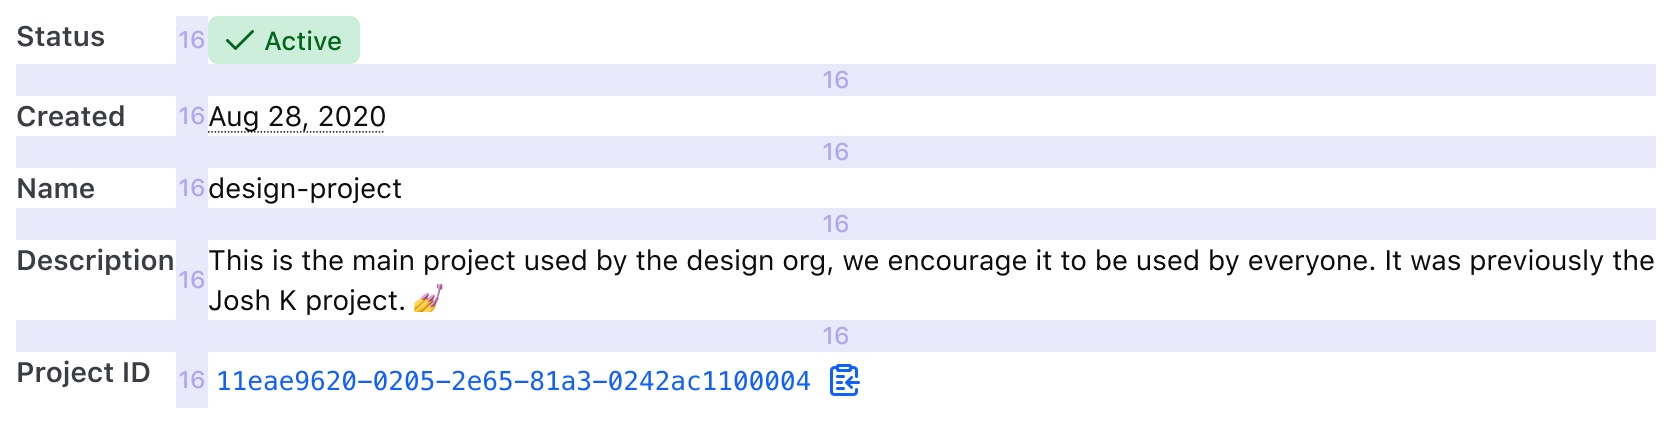 Status 16 Active
16
Created 16 Aug 28, 2020
16
Name 16 design-project
16
Description 16 This is the main project used by the design org, we encourage it to be used by everyone. It was previously the
Josh K project. 💅
16
Project ID 16 11eae9620-0205-2e65-81a3-0242ac1100004